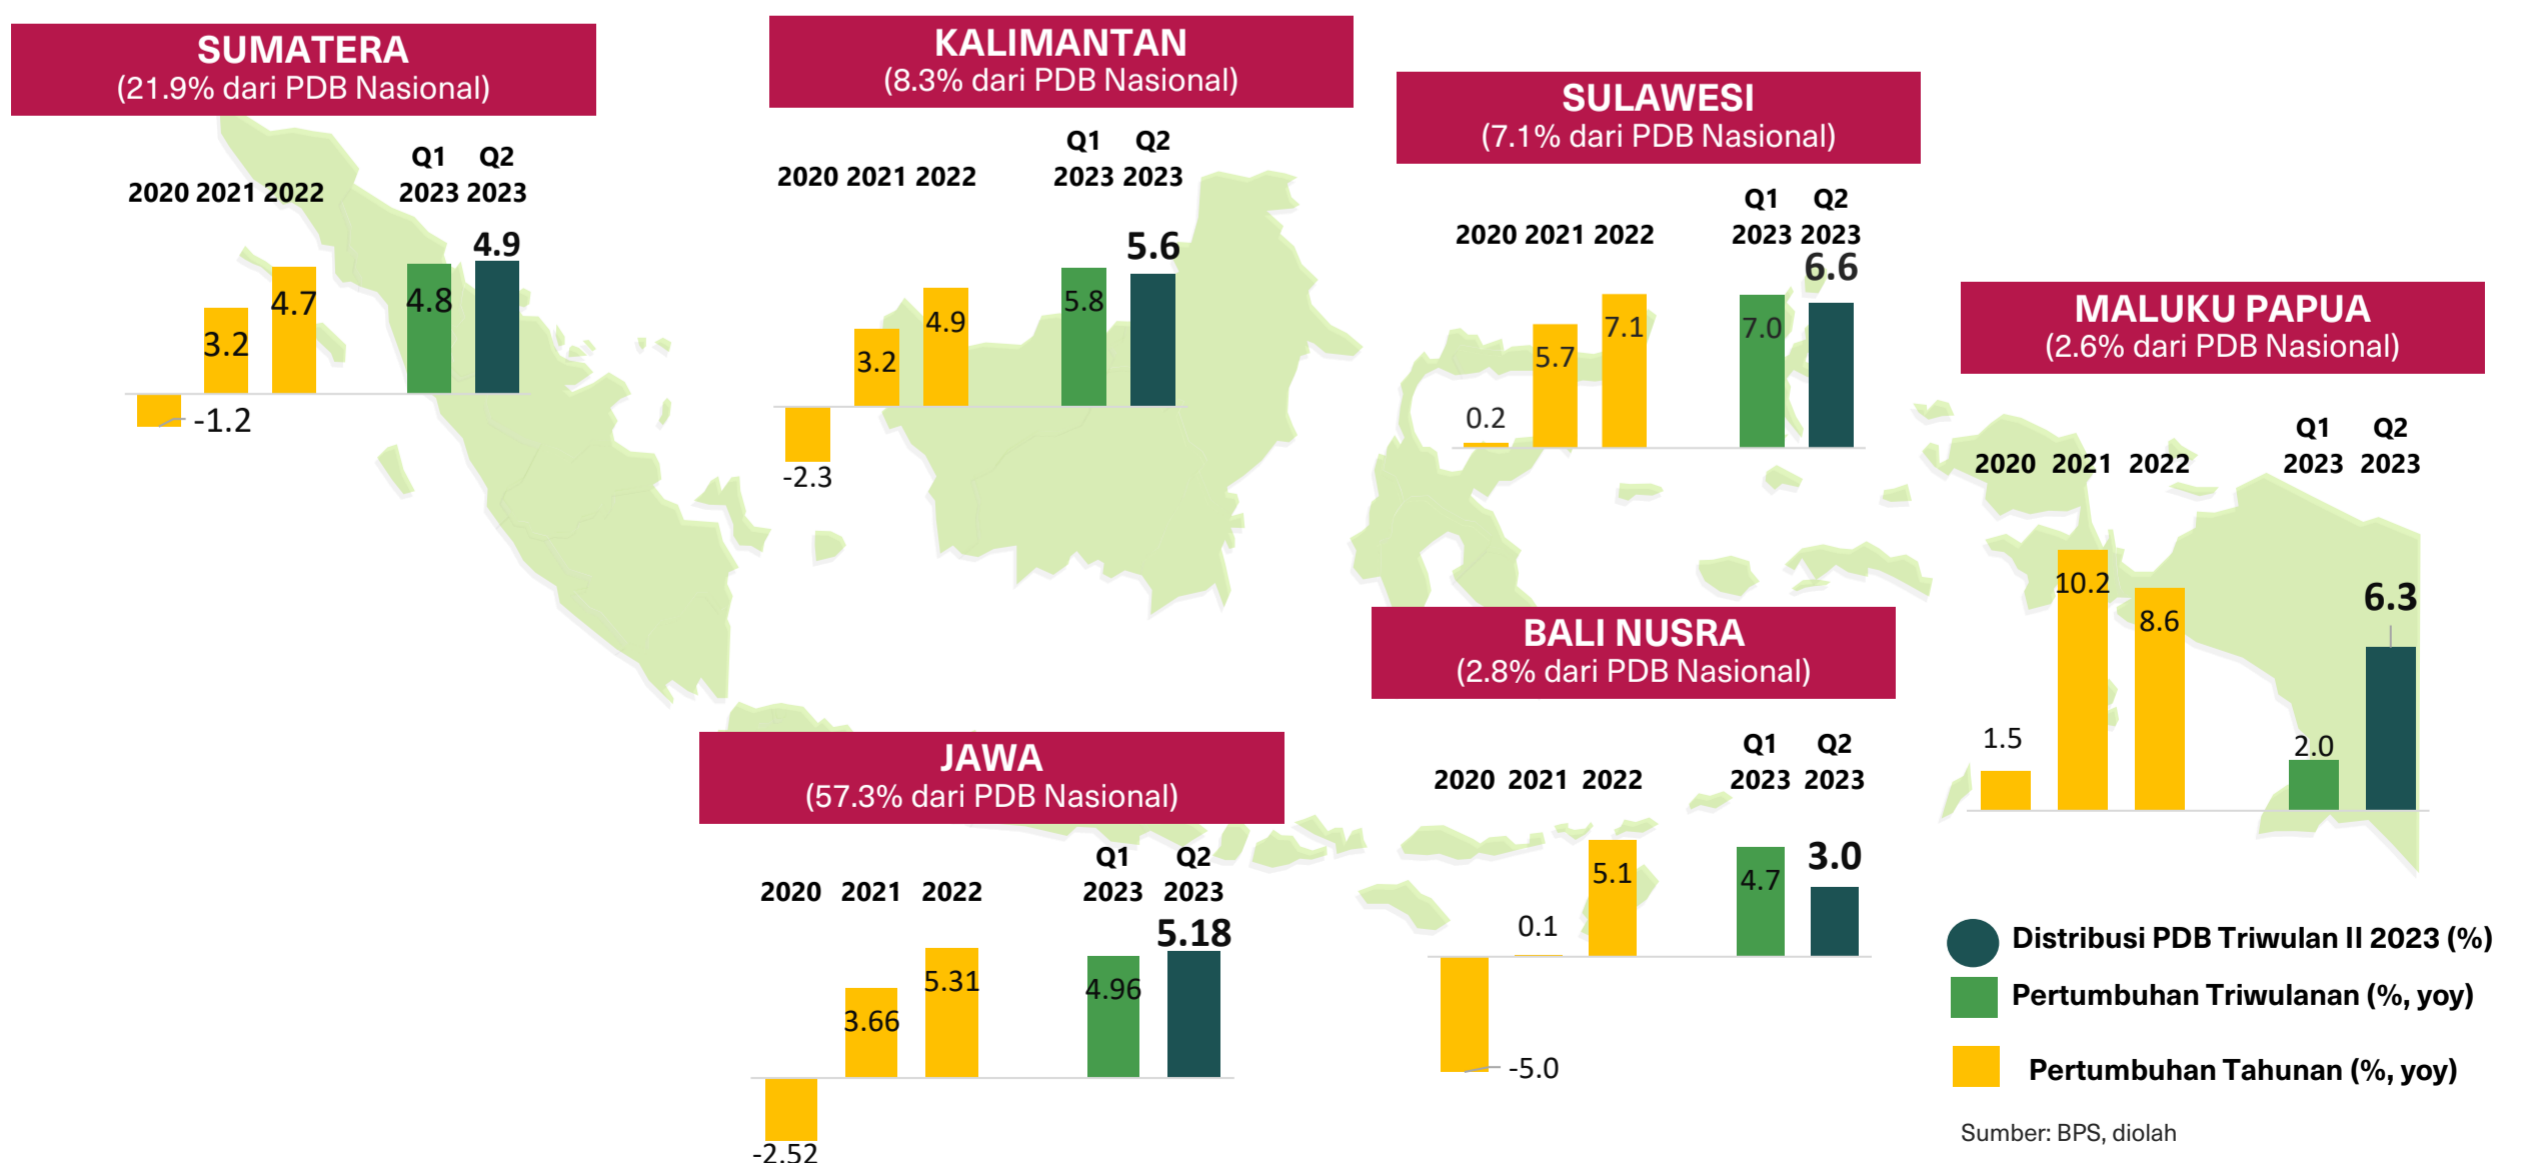 SUMATERA
(21.9% dari PDB Nasional)
Q1 Q2
2020 2021 2022 2023 2023
4.9
4.7
4.8
3.2
-1.2
KALIMANTAN
(8.3% dari PDB Nasional)
Q1 Q2
2020 2021 2022 2023 2023
5.6
5.8
4.9
3.2
-2.3
SULAWESI
(7.1% dari PDB Nasional)
Q1 Q2
2020 2021 2022 2023 2023
6.6
7.1
7.0
5.7
0.2
MALUKU PAPUA
(2.6% dari PDB Nasional)
Q1 Q2
2020 2021 2022 2023 2023
10.2
6.3
8.6
1.5
2.0
JAWA
(57.3% dari PDB Nasional)
Q1 Q2
2020 2021 2022 2023 2023
5.18
5.31
4.96
3.66
-2.52
BALI NUSRA
(2.8% dari PDB Nasional)
Q1 Q2
2020 2021 2022 2023 2023
3.0
5.1
4.7
0.1
-5.0
Distribusi PDB Triwulan II 2023 (%)
Pertumbuhan Triwulanan (%, yoy)
Pertumbuhan Tahunan (%, yoy)
Sumber: BPS, diolah